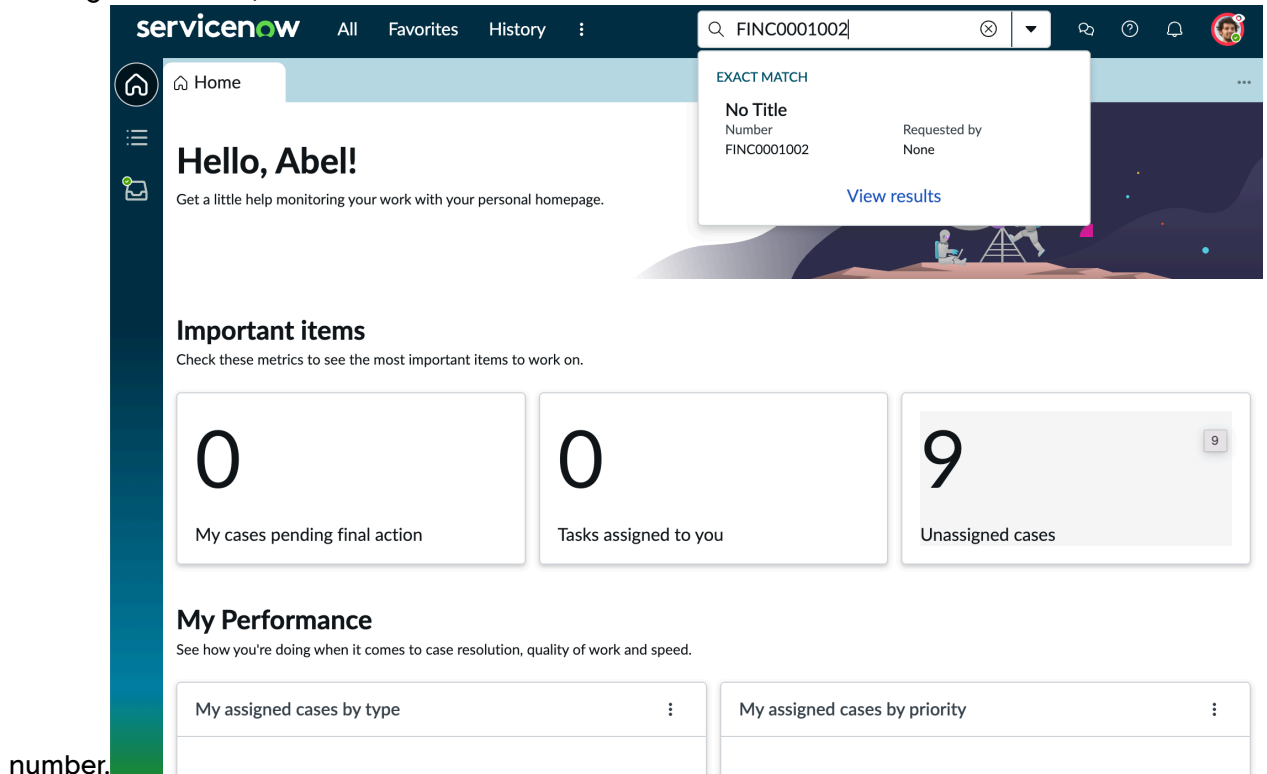 servicenow All Favorites History FINC0001002
Home
EXACT MATCH
No Title
Number Requested by
FINC0001002 None
View results
Hello, Abel!
Get a little help monitoring your work with your personal homepage.
Important items
Check these metrics to see the most important items to work on.
0 0 9 9
My cases pending final action Tasks assigned to you Unassigned cases
My Performance
See how you're doing when it comes to case resolution, quality of work and speed.
My assigned cases by type My assigned cases by priority
number.